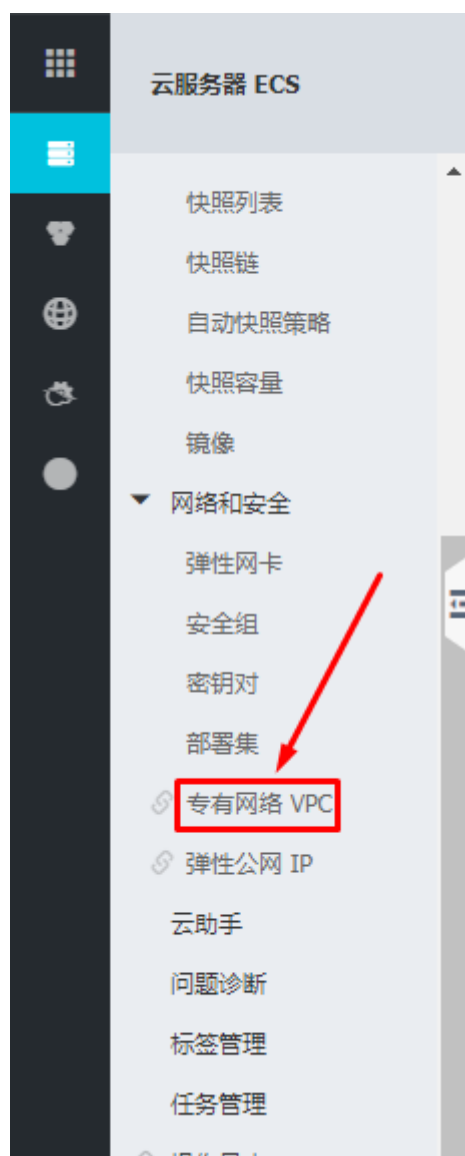 云服务器 ECS
快照列表
快照链
自动快照策略
快照容量
镜像
网络和安全
弹性网卡
安全组
密钥对
部署集
专有网络 VPC
弹性公网 IP
云助手
问题诊断
标签管理
任务管理